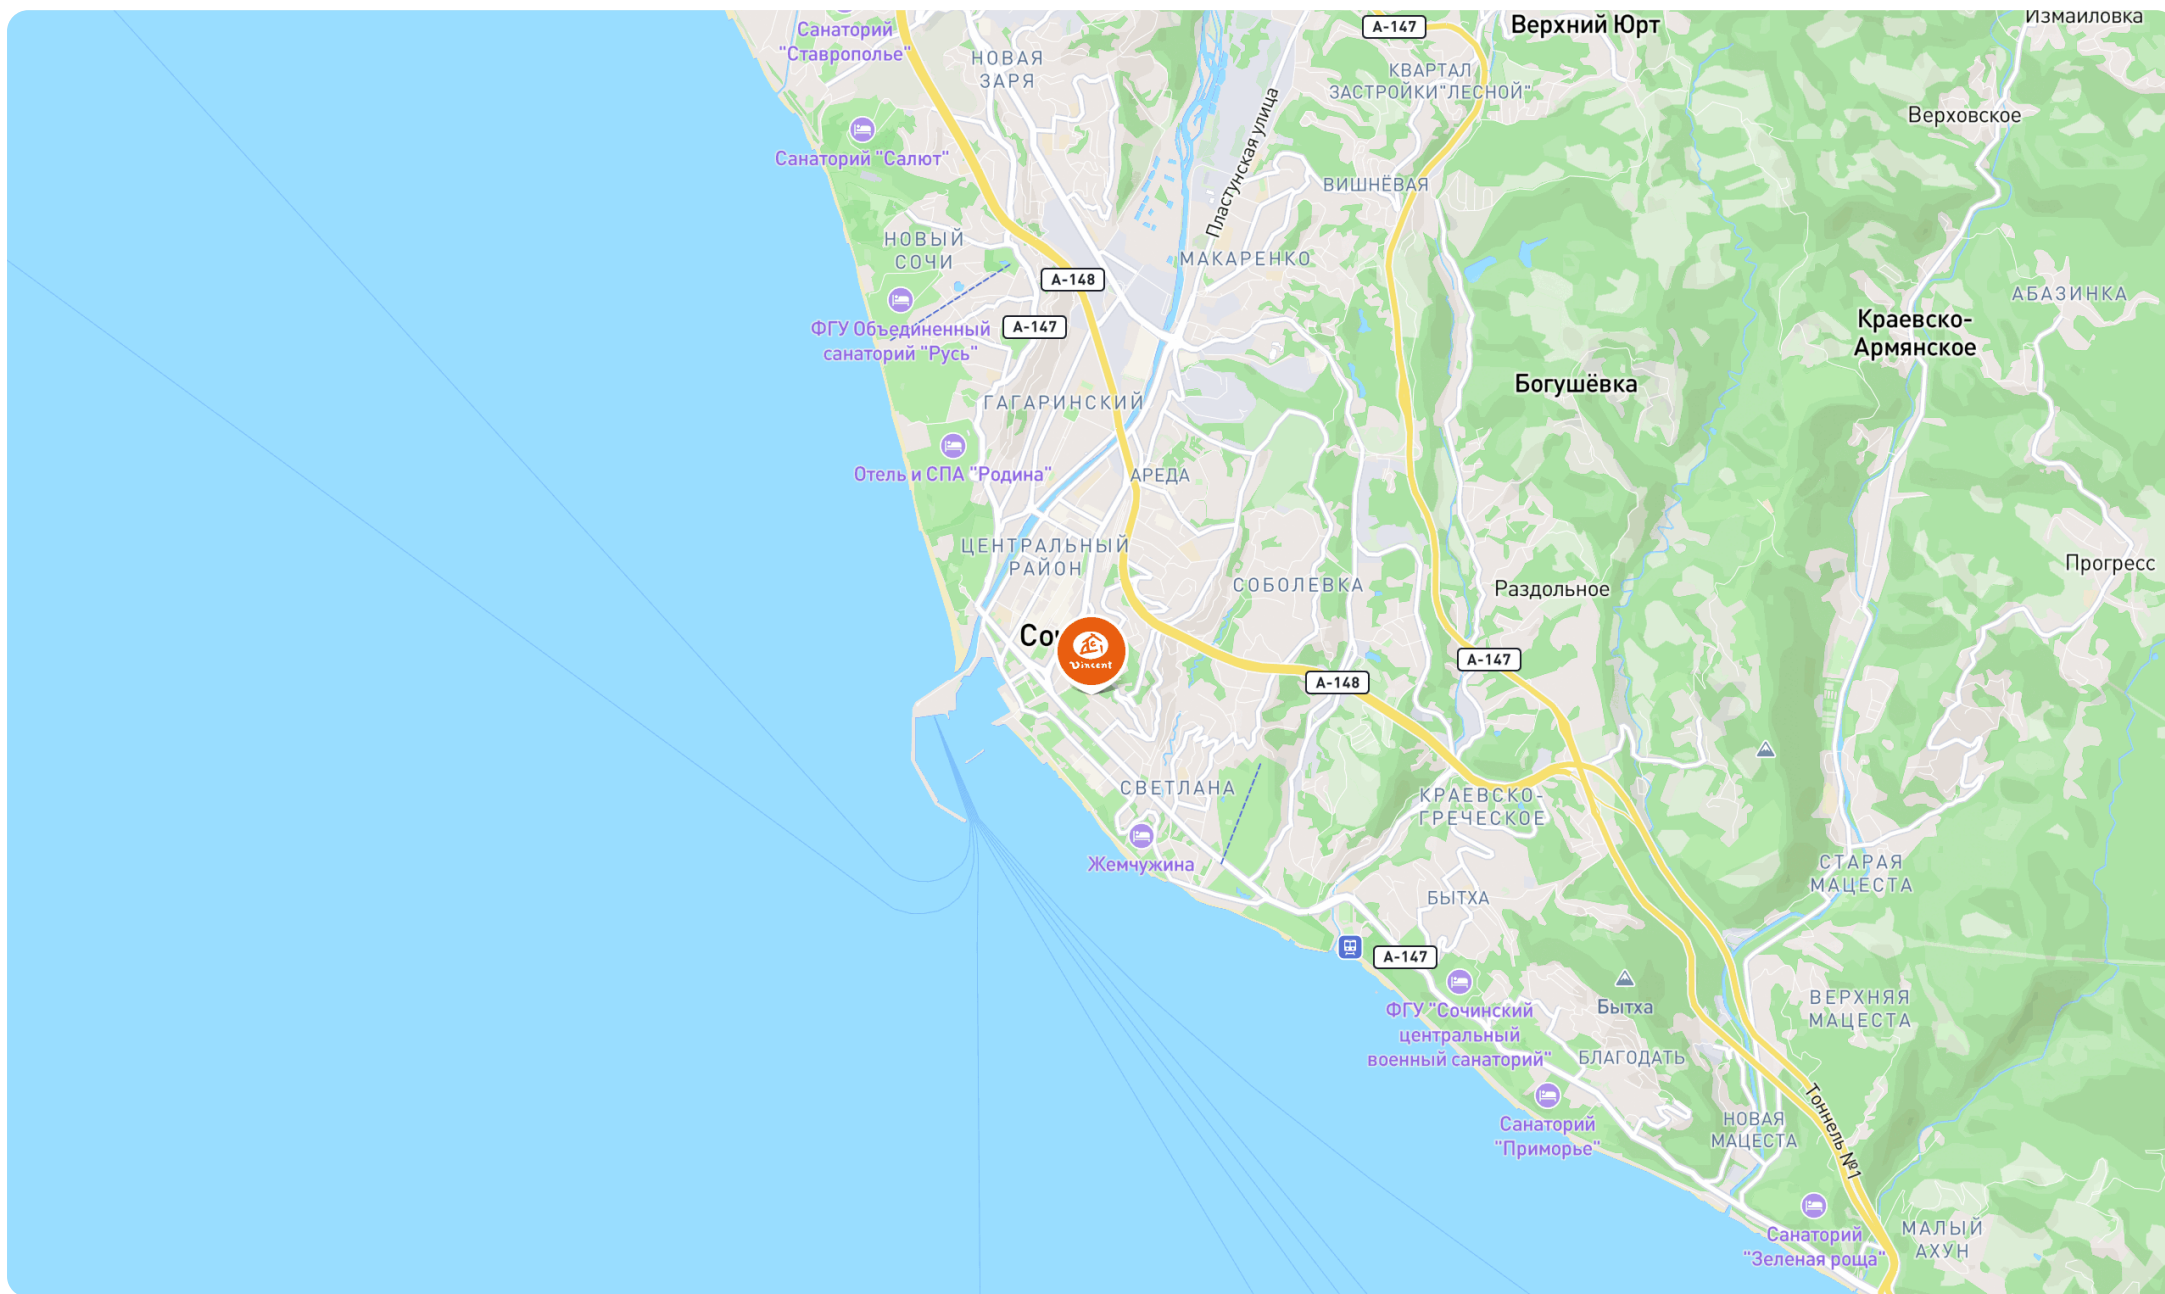 Измайловка
Верхний Юрт
А-147
Санаторий
"Ставрополье"
НОВАЯ
ЗАРЯ
КВАРТАЛ
ЗАСТРОЙКИ"ЛЕСНОЙ"
Верховское
Санаторий "Салют"
Пластунская улица
ВИШНЁВАЯ
НОВЫЙ
СОЧИ
МАКАРЕНКО
А-148
АБАЗИНКА
ФГУ Объединенный
санаторий "Русь"
А-147
Краевско-
Армянское
Богушёвка
ГАГАРИНСКИЙ
Отель и СПА "Родина"
АРЕДА
ЦЕНТРАЛЬНЫЙ
РАЙОН
СОБОЛЕВКА
Раздольное
Прогресс
Соч
Vincent
А-147
А-148
СВЕТЛАНА
КРАЕВСКО-
ГРЕЧЕСКОЕ
Жемчужина
СТАРАЯ
МАЦЕСТА
БЫТХА
А-147
ФГУ "Сочинский
центральный
военный санаторий"
Бытха
ВЕРХНЯЯ
МАЦЕСТА
БЛАГОДАТЬ
Санаторий
"Приморье"
НОВАЯ
МАЦЕСТА
Тоннель №1
Санаторий
"Зеленая роща"
МАЛЫЙ
АХУН